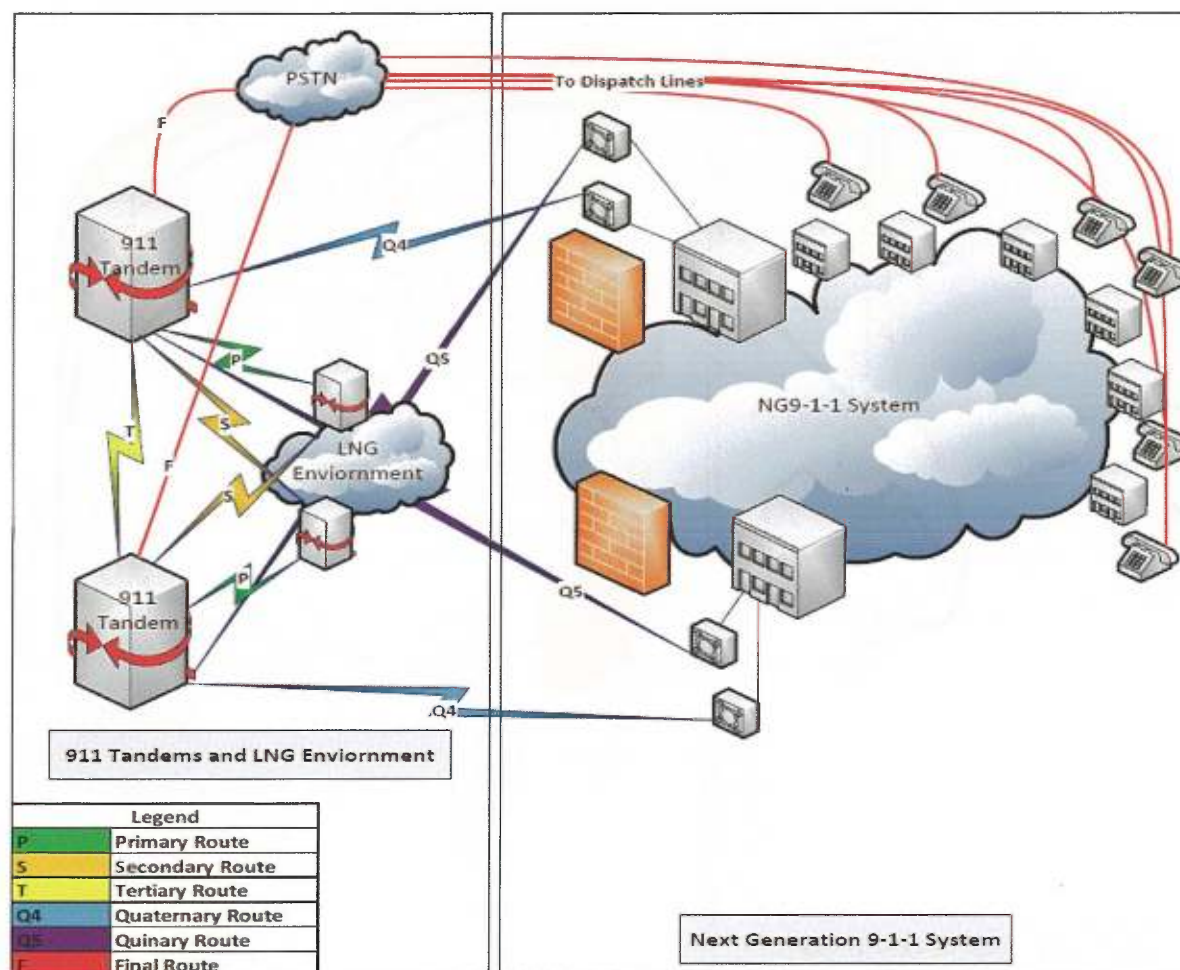 PSTN
To Dispatch Lines
F
911
Tandem
Q4
P
Q5
S
T
F
LNG
Enviornment
NG9-1-1 System
S
P
911
Tandem
Q5
.Q4
911 Tandems and LNG Enviornment
Legend
P Primary Route
S Secondary Route
T Tertiary Route
Q4 Quaternary Route
Q5 Quinary Route
F Final Route
Next Generation 9-1-1 System